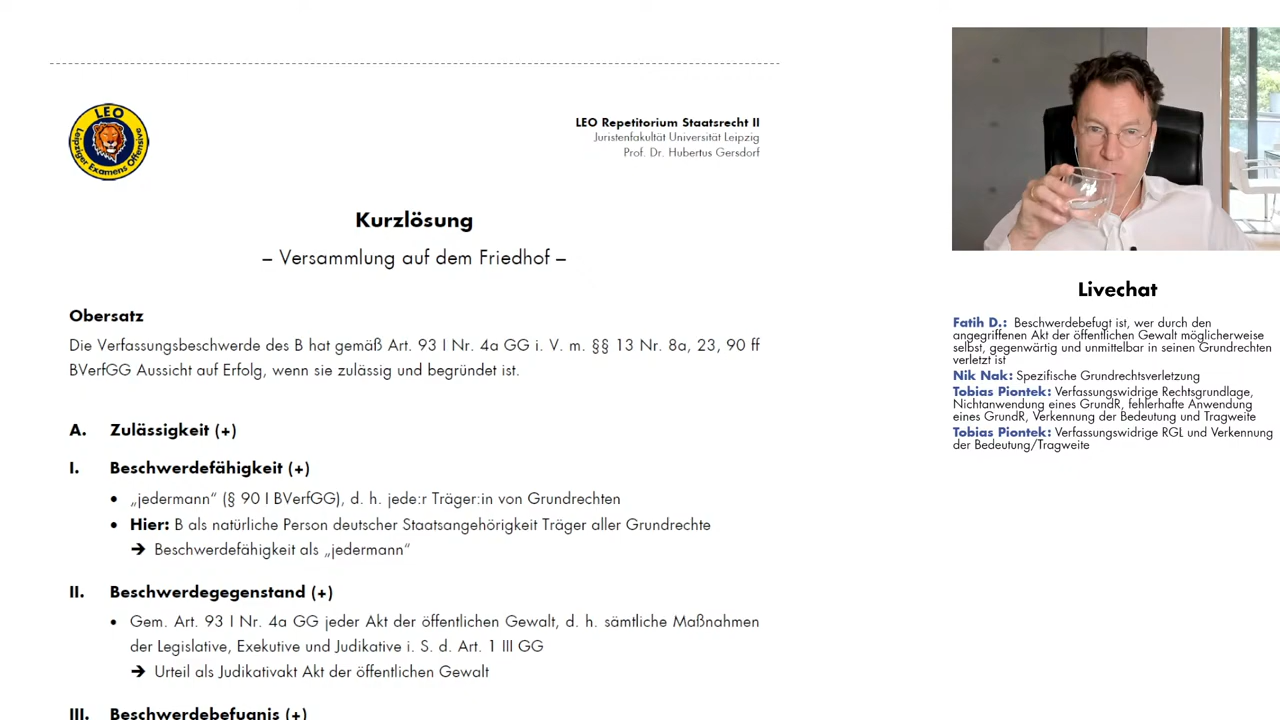 LEO
Leipziger Examens Offensive
LEO Repetitorium Staatsrecht II
Juristenfakultät Universität Leipzig
Prof. Dr. Hubertus Gersdorf
Kurzlösung
– Versammlung auf dem Friedhof –
Obersatz
Die Verfassungsbeschwerde des B hat gemäß Art. 93 I Nr. 4a GG i. V. m. §§ 13 Nr. 8a, 23, 90 ff
BVerfGG Aussicht auf Erfolg, wenn sie zulässig und begründet ist.
A. Zulässigkeit (+)
I. Beschwerdefähigkeit (+)
• „jedermann“ (§ 90 I BVerfGG), d. h. jede:r Träger:in von Grundrechten
• Hier: B als natürliche Person deutscher Staatsangehörigkeit Träger aller Grundrechte
➔ Beschwerdefähigkeit als „jedermann“
II. Beschwerdegegenstand (+)
• Gem. Art. 93 I Nr. 4a GG jeder Akt der öffentlichen Gewalt, d. h. sämtliche Maßnahmen
der Legislative, Exekutive und Judikative i. S. d. Art. 1 III GG
➔ Urteil als Judikativakt Akt der öffentlichen Gewalt
III. Beschwerdebefugnis (+)
Livechat
Fatih D.: Beschwerdebefugt ist, wer durch den
angegriffenen Akt der öffentlichen Gewalt möglicherweise
selbst, gegenwärtig und unmittelbar in seinen Grundrechten
verletzt ist
Nik Nak: Spezifische Grundrechtsverletzung
Tobias Piontek: Verfassungswidrige Rechtsgrundlage,
Nichtanwendung eines GrundR, fehlerhafte Anwendung
eines GrundR, Verkennung der Bedeutung und Tragweite
Tobias Piontek: Verfassungswidrige RGL und Verkennung
der Bedeutung/Tragweite